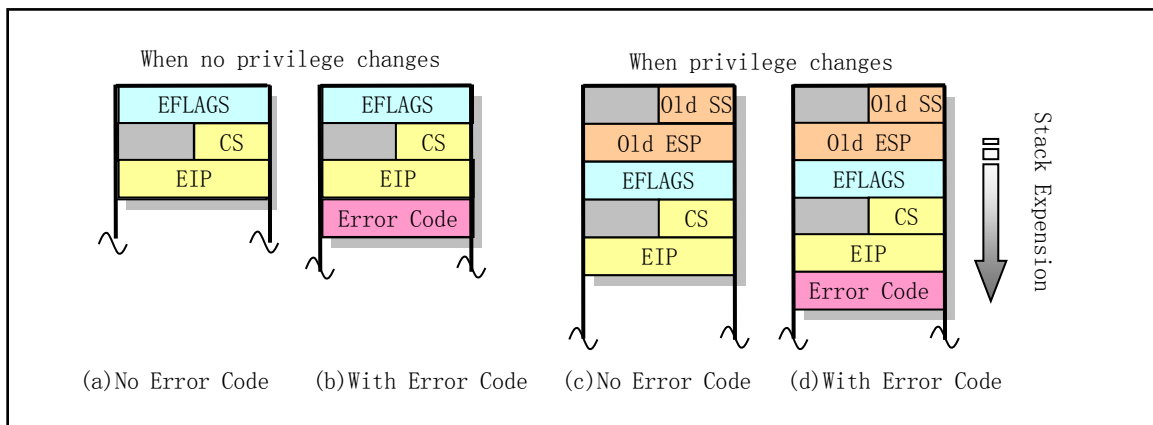 When no privilege changes
EFLAGS
CS
EIP
EFLAGS
CS
EIP
Error Code
When privilege changes
Old SS
Old ESP
EFLAGS
CS
EIP
Old SS
Old ESP
EFLAGS
CS
EIP
Error Code
Stack Expension
(a)No Error Code
(b)With Error Code
(c)No Error Code
(d)With Error Code